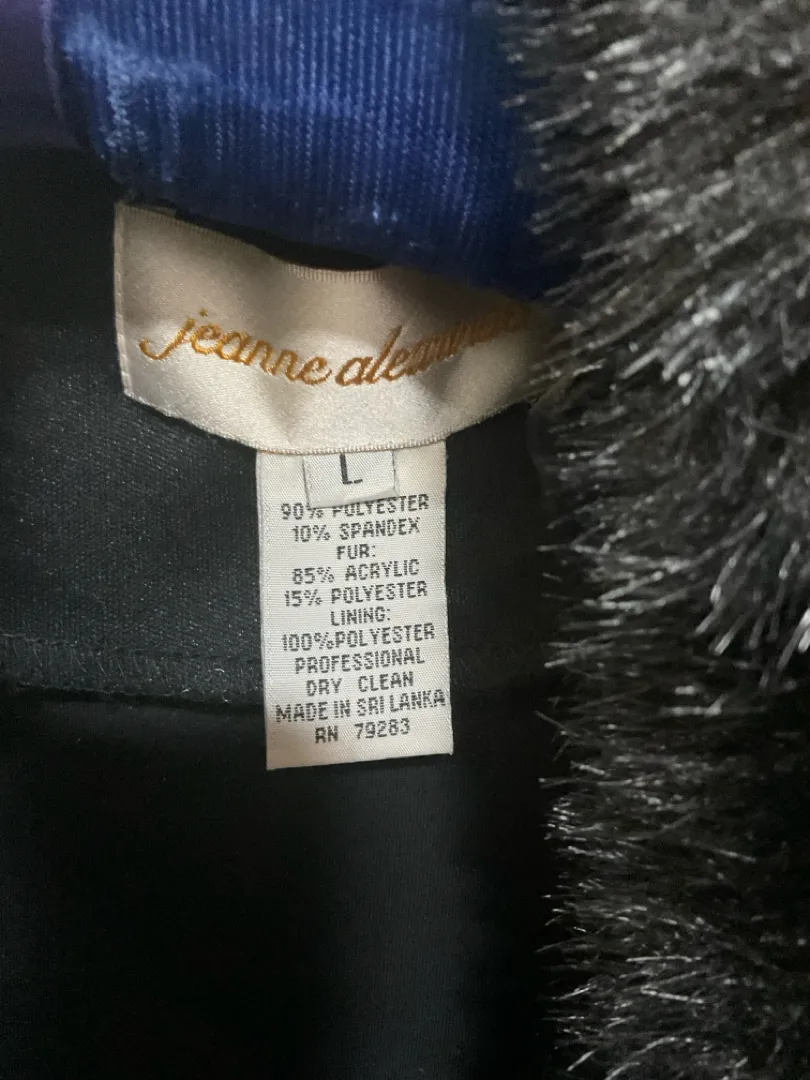 jeanne
L
90% POLYESTER
10% SPANDEX
FUR:
85% ACRYLIC
15% POLYESTER
LINING:
100%POLYESTER
PROFESSIONAL
DRY CLEAN
MADE IN SRI LANKA
RN 79283